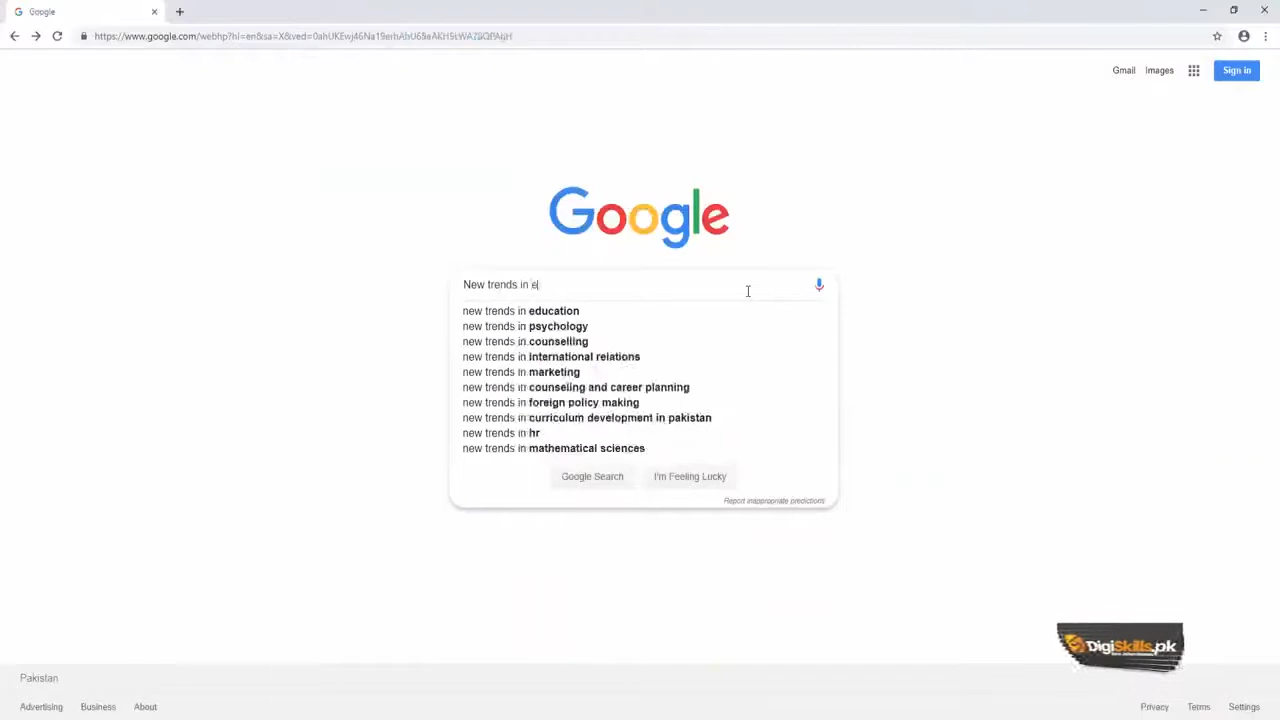 Google
https://www.google.com/webhp?hl=en&sa=X&ved=
Gmail Images Sign in
Google
New trends in e
new trends in education
new trends in psychology
new trends in counselling
new trends in international relations
new trends in marketing
new trends in counseling and career planning
new trends in foreign policy making
new trends in curriculum development in pakistan
new trends in hr
new trends in mathematical sciences
Google Search I'm Feeling Lucky
Report inappropriate predictions
DigiSkills.pk
Pakistan
Advertising Business About Privacy Terms Settings